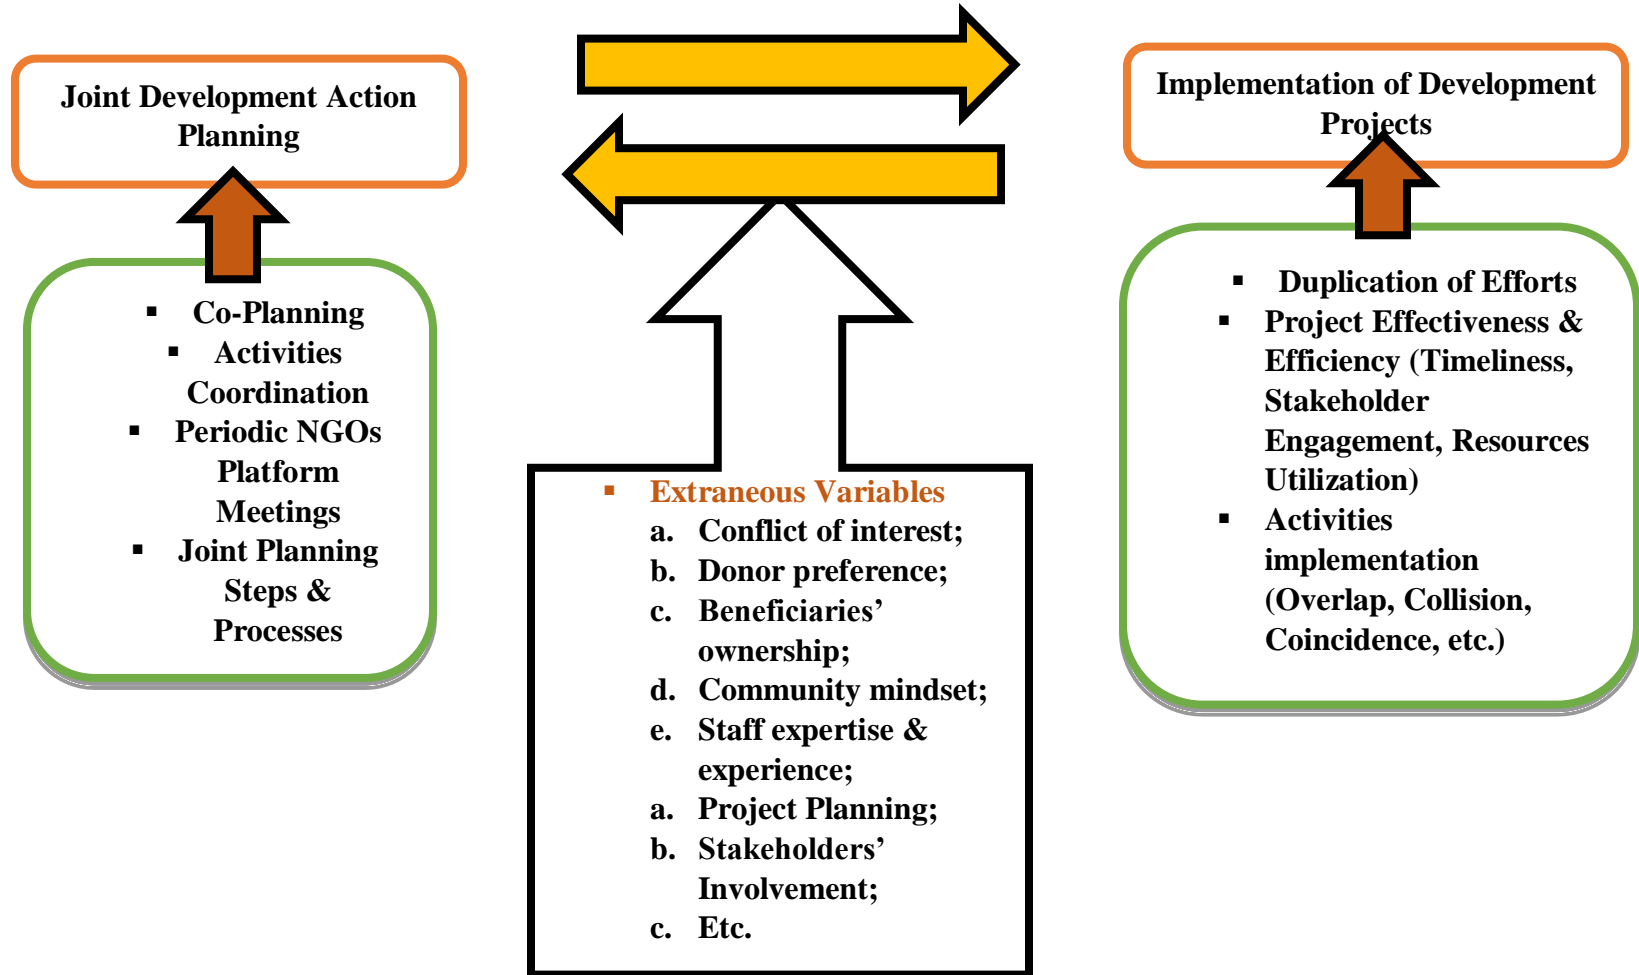 Joint Development Action
Planning
Implementation of Development
Projects
▪ Co-Planning
▪ Activities
Coordination
▪ Periodic NGOs
Platform
Meetings
▪ Joint Planning
Steps &
Processes
▪ Extraneous Variables
a. Conflict of interest;
b. Donor preference;
c. Beneficiaries’
ownership;
d. Community mindset;
e. Staff expertise &
experience;
a. Project Planning;
b. Stakeholders’
Involvement;
c. Etc.
▪ Duplication of Efforts
▪ Project Effectiveness &
Efficiency (Timeliness,
Stakeholder
Engagement, Resources
Utilization)
▪ Activities
implementation
(Overlap, Collision,
Coincidence, etc.)